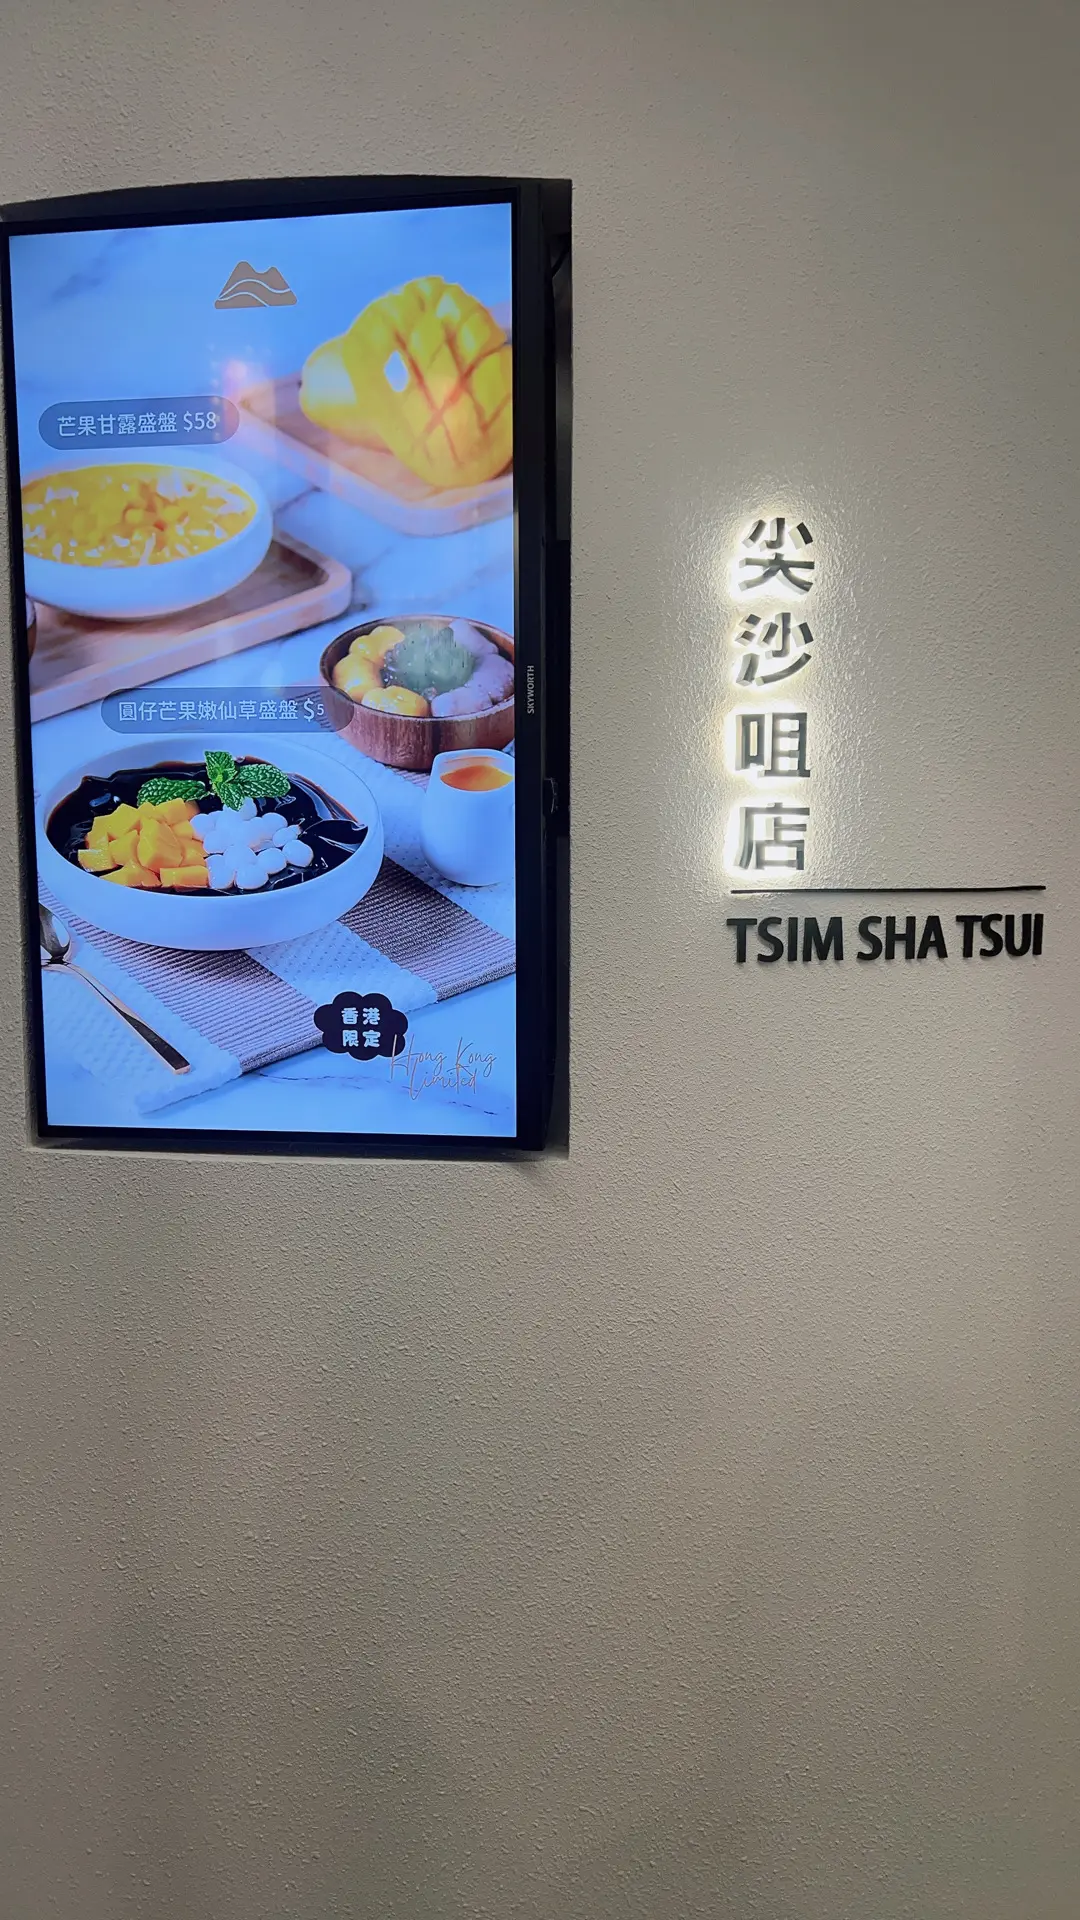 芒果甘露盛盤 $58
圓仔芒果嫩仙草盛盤 $5
香港
限定
Hong Kong
Limited
SKYWORTH
尖沙咀店
TSIM SHA TSUI